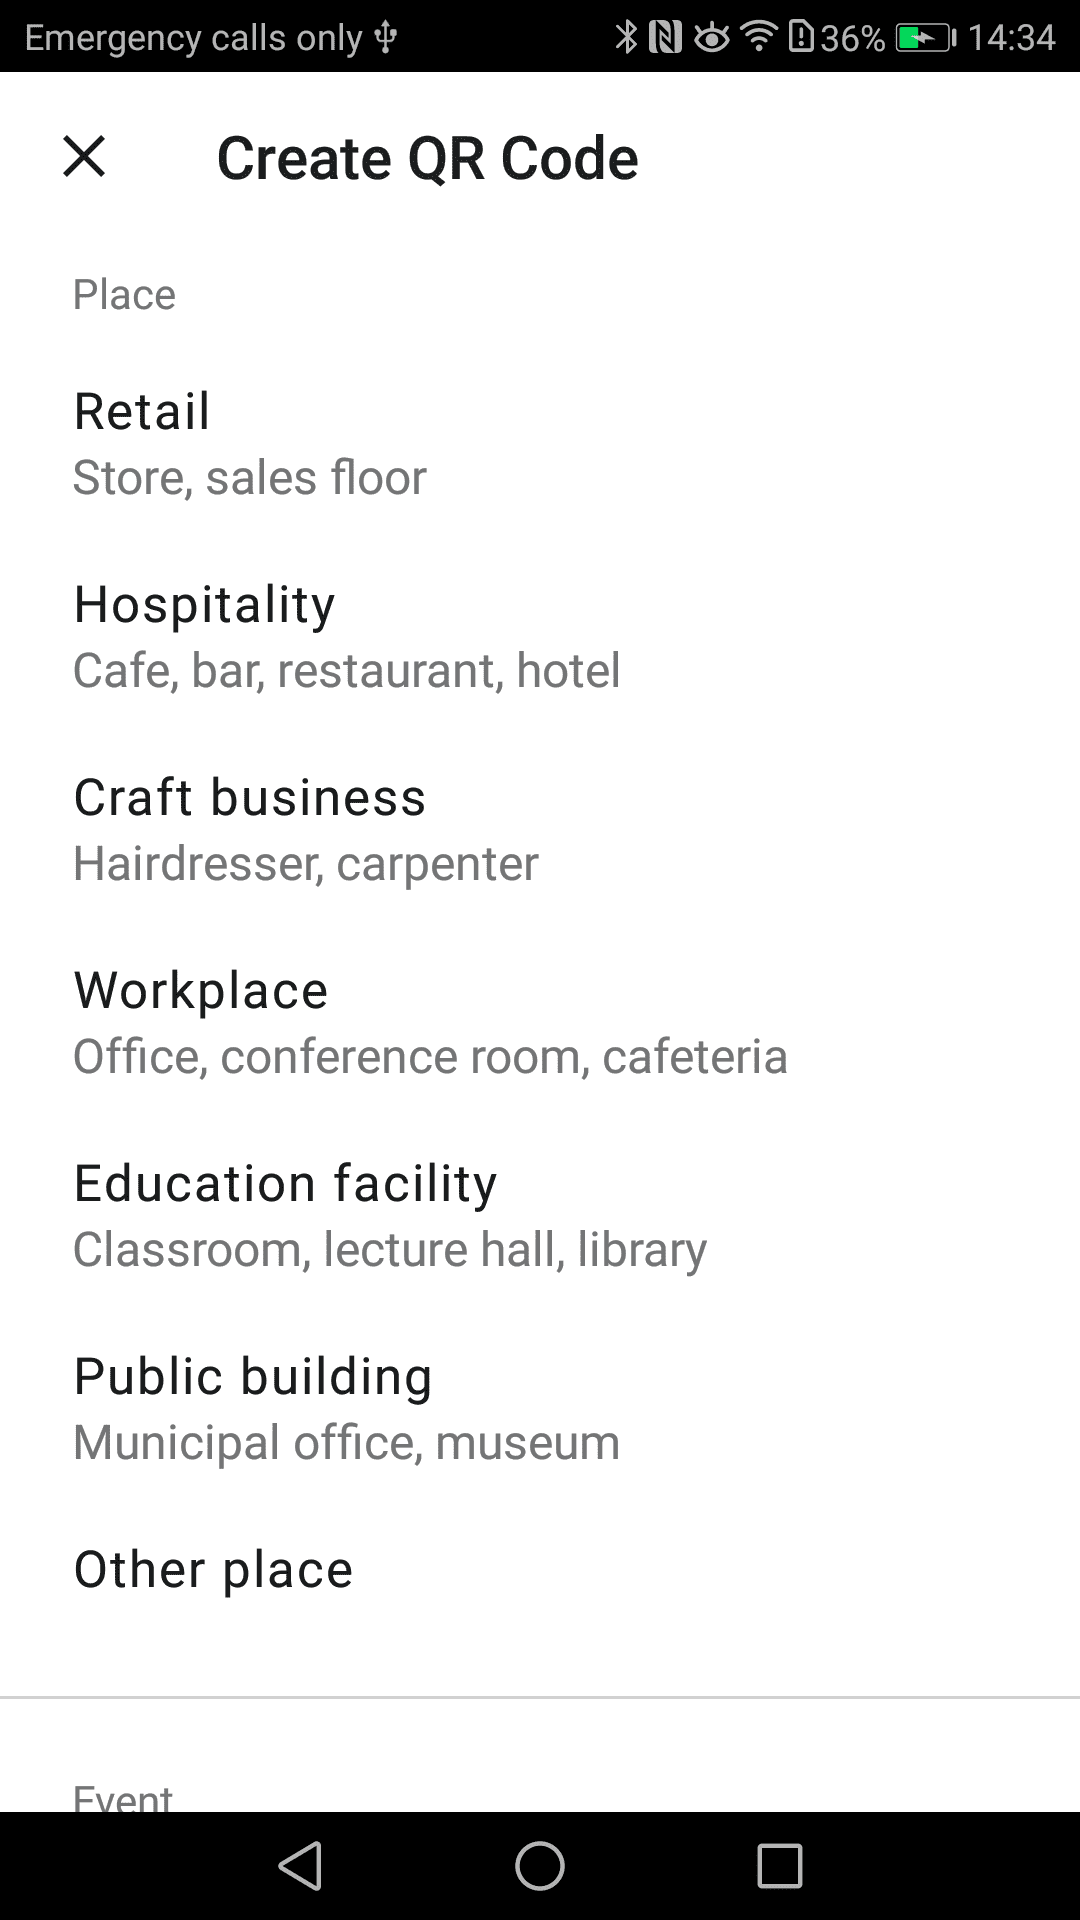 Emergency calls only 36% 14:34
Create QR Code
Place
Retail
Store, sales floor
Hospitality
Cafe, bar, restaurant, hotel
Craft business
Hairdresser, carpenter
Workplace
Office, conference room, cafeteria
Education facility
Classroom, lecture hall, library
Public building
Municipal office, museum
Other place
Event